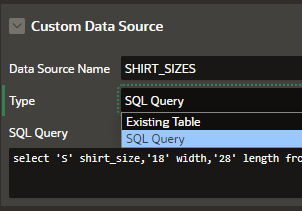 Custom Data Source
Data Source Name SHIRT_SIZES
Type SQL Query
Existing Table
SQL Query
SQL Query
select 'S' shirt_size,'18' width,'28' length